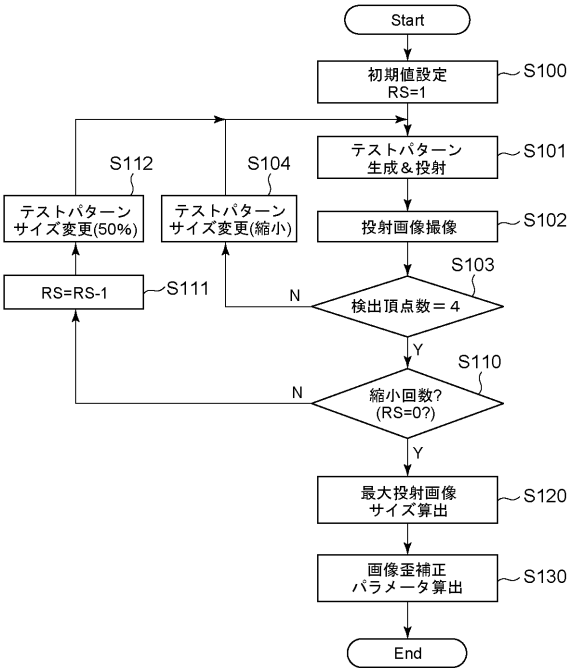 Start
初期値設定
RS=1
S100
テストパターン
生成&投射
S101
S112
テストパターン
サイズ変更(50%)
S104
テストパターン
サイズ変更(縮小)
投射画像撮像
S102
S103
検出頂点数=4
N
Y
RS=RS-1
S111
S110
縮小回数?
(RS=0?)
N
Y
最大投射画像
サイズ算出
S120
画像歪補正
パラメータ算出
S130
End